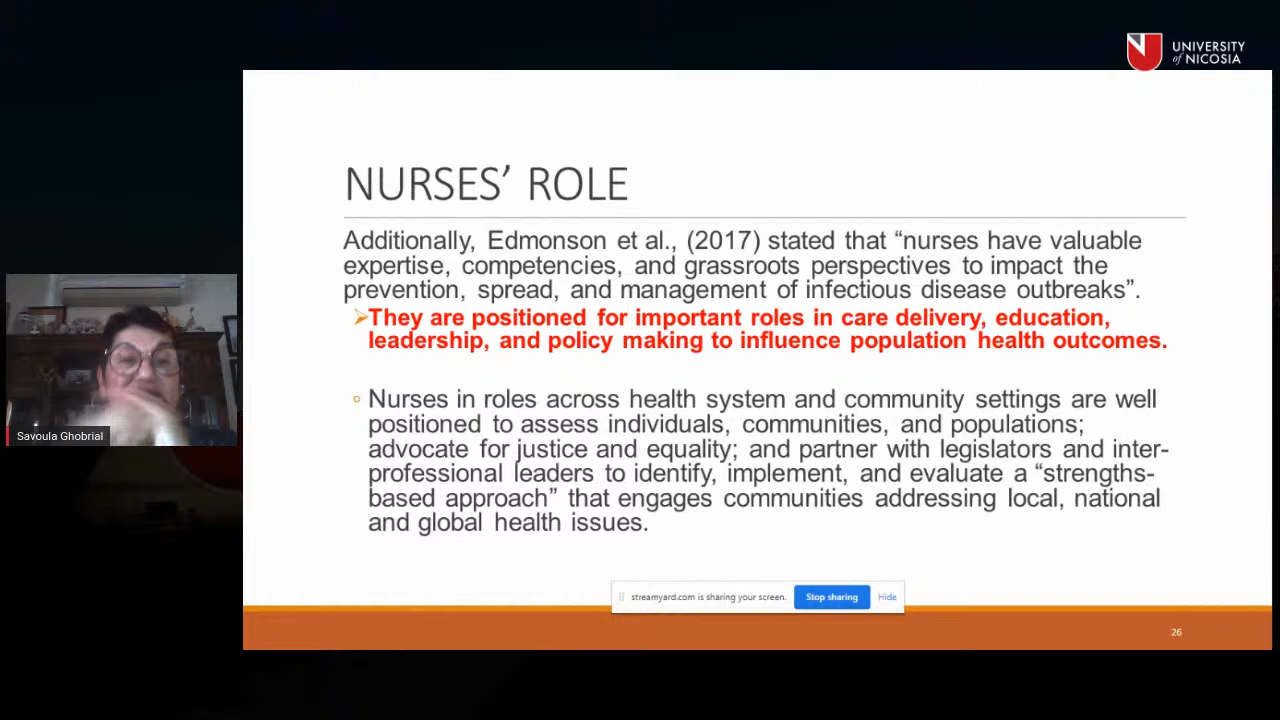 UNIVERSITY
of NICOSIA
NURSES’ ROLE
Additionally, Edmonson et al., (2017) stated that “nurses have valuable
expertise, competencies, and grassroots perspectives to impact the
prevention, spread, and management of infectious disease outbreaks”.
They are positioned for important roles in care delivery, education,
leadership, and policy making to influence population health outcomes.
Nurses in roles across health system and community settings are well
positioned to assess individuals, communities, and populations;
advocate for justice and equality; and partner with legislators and inter-
professional leaders to identify, implement, and evaluate a “strengths-
based approach” that engages communities addressing local, national
and global health issues.
Savoula Ghobrial
streamyard.com is sharing your screen. Stop sharing Hide
26